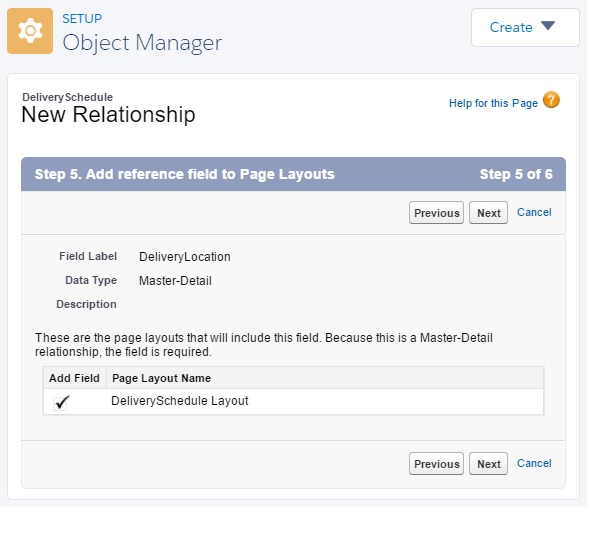 SETUP
Object Manager
Create
DeliverySchedule
New Relationship
Help for this Page ?
Step 5. Add reference field to Page Layouts Step 5 of 6
Previous Next Cancel
Field Label DeliveryLocation
Data Type Master-Detail
Description
These are the page layouts that will include this field. Because this is a Master-Detail
relationship, the field is required.
Add Field Page Layout Name
DeliverySchedule Layout
Previous Next Cancel